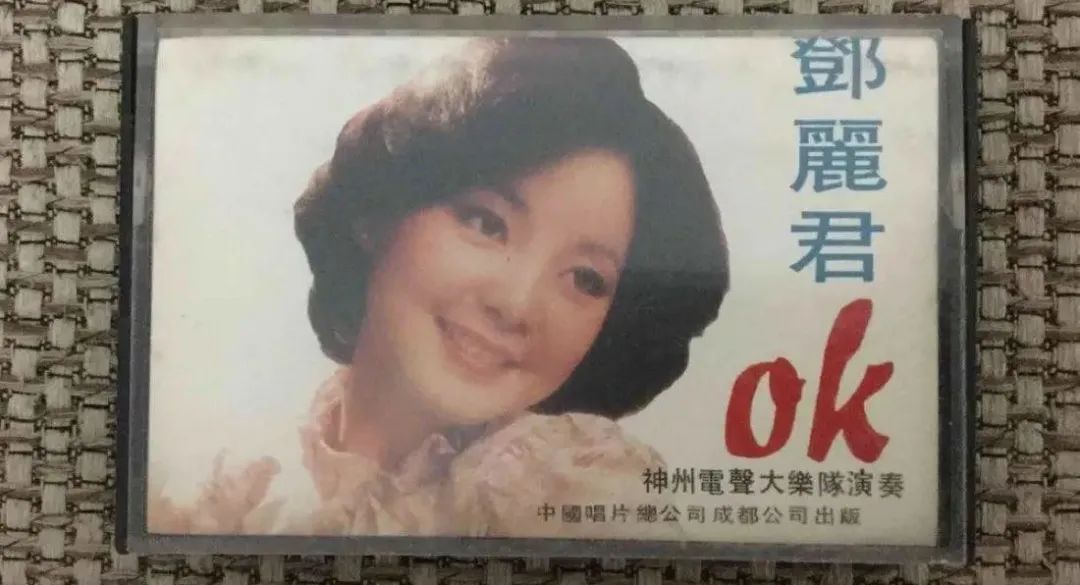 鄧麗君
ok
神州電聲大樂隊演奏
中國唱片總公司成都公司出版